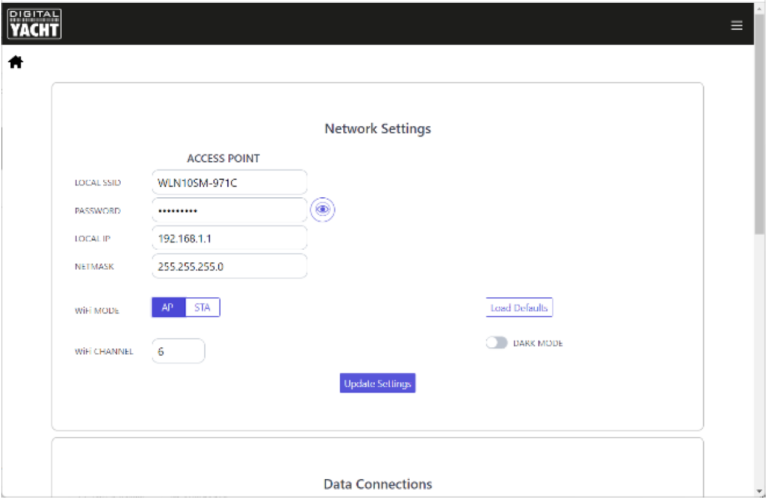 DIGITAL
YACHT
Network Settings
ACCESS POINT
LOCAL SSID WLN10SM-971C
PASSWORD •••••••••
LOCAL IP 192.168.1.1
NETMASK 255.255.255.0
WiFi MODE AP STA Load Defaults
DARK MODE
WiFi CHANNEL 6
Update Settings
Data Connections